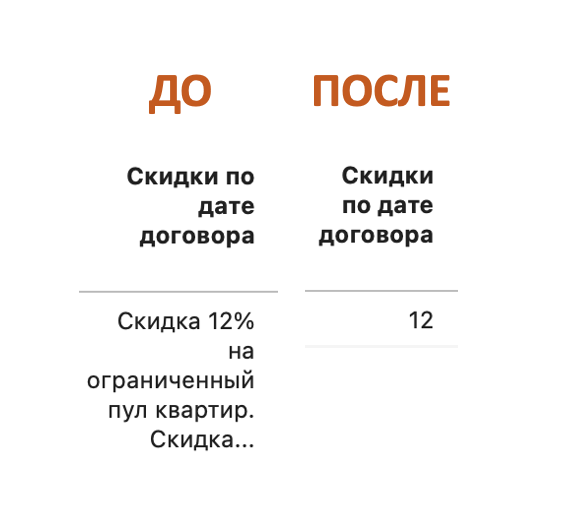 ДО
ПОСЛЕ
Скидки по
дате
договора
Скидки
по дате
договора
Скидка 12%
на
ограниченный
пул квартир.
Скидка...
12